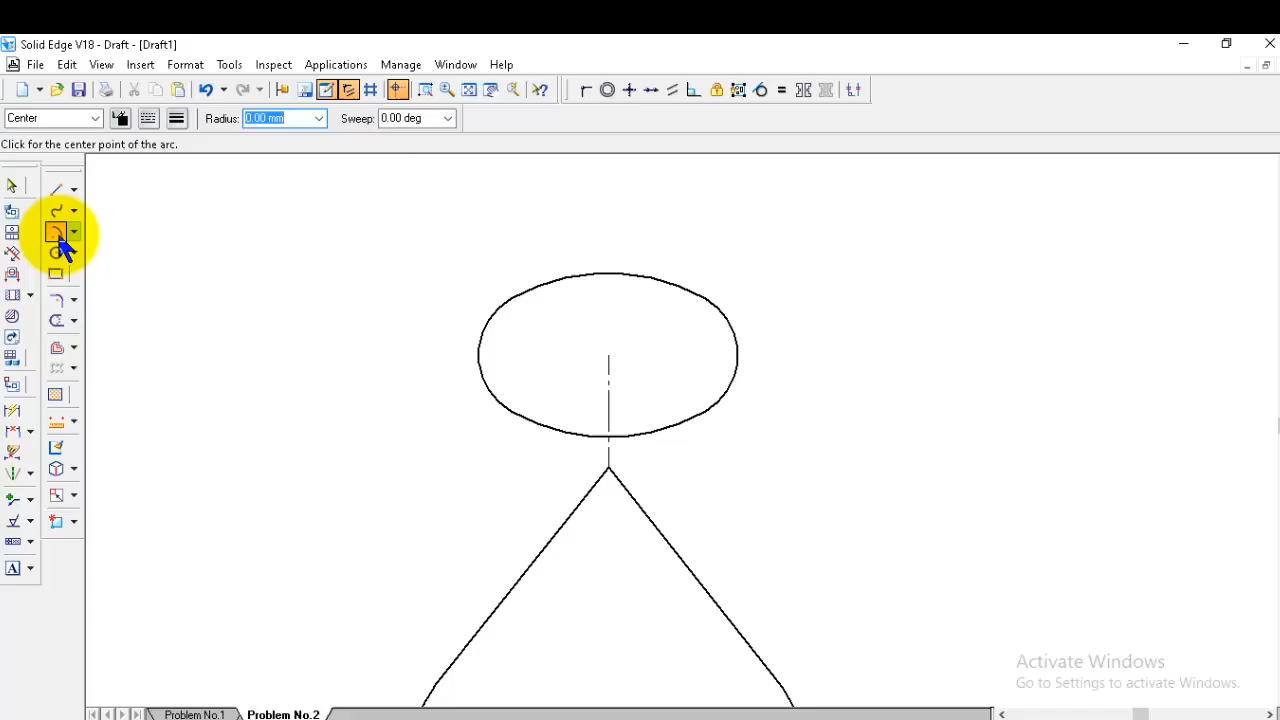 Solid Edge V18 - Draft - [Draft1]
File Edit View Insert Format Tools Inspect Applications Manage Window Help
Center Radius: 0.00 mm Sweep: 0.00 deg
Click for the center point of the arc.
A
Activate Windows
Go to Settings to activate Windows.
Problem No.1 Problem No.2